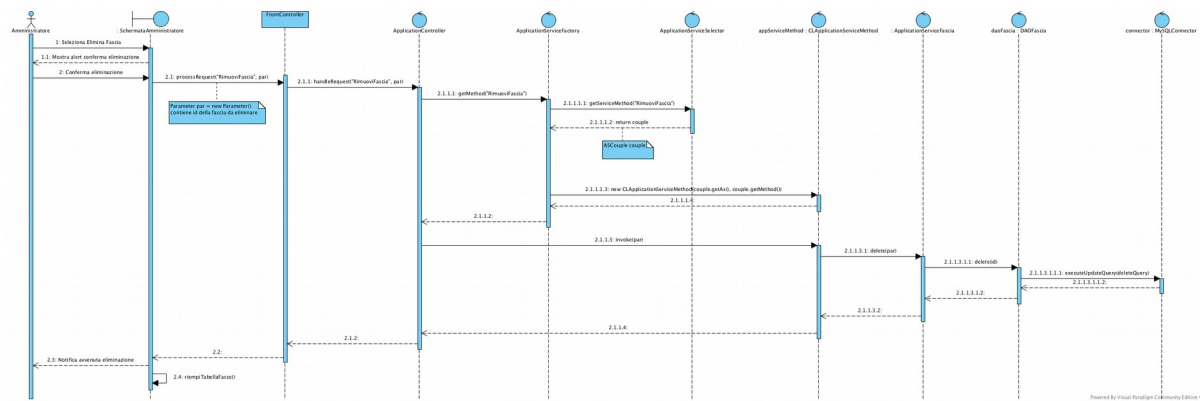 FrontController
Amministratore
: SchermataAmministratore
ApplicationController
ApplicationServiceFactory
ApplicationServiceSelector
appServiceMethod : CLApplicationServiceMethod
: ApplicationServiceFascia
daoFascia : DAOFascia
connector : MySQLConnector
1: Seleziona Elimina Fascia
1.1: Mostra alert conferma eliminazione
2: Conferma eliminazione
2.1: processRequest("RimuoviFascia", par)
2.1.1: handleRequest("RimuoviFascia", par)
Parameter par = new Parameter()
contiene id della fascia da eliminare
2.1.1.1: getMethod("RimuoviFascia")
2.1.1.1.1: getServiceMethod("RimuoviFascia")
2.1.1.1.2: return couple
ASCouple couple
2.1.1.1.3: new CLApplicationServiceMethod(couple.getAs(), couple.getMethod())
2.1.1.1.4:
2.1.1.2:
2.1.1.3: invoke(par)
2.1.1.3.1: delete(par)
2.1.1.3.1.1: delete(id)
2.1.1.3.1.1.1: executeUpdateQuery(deleteQuery)
2.1.1.3.1.1.2:
2.1.1.3.1.2:
2.1.1.3.2:
2.1.1.4:
2.1.2:
2.2:
2.3: Notifica avvenuta eliminazione
2.4: riempiTabellaFasce()
Powered By Visual Paradigm Community Edition